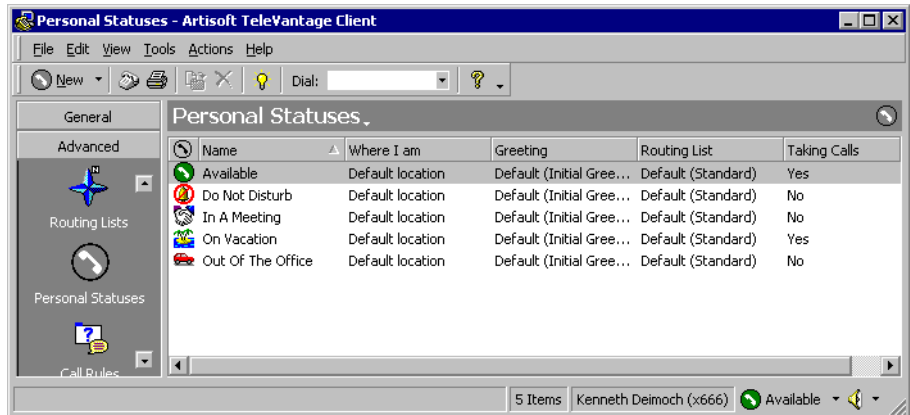 Personal Statuses - Artisoft TeleVantage Client
File Edit View Tools Actions Help
New Dial:
General
Advanced
Routing Lists
Personal Statuses
Call Rules
Personal Statuses
Name Where I am Greeting Routing List Taking Calls
Available Default location Default (Initial Gree... Default (Standard) Yes
Do Not Disturb Default location Default (Initial Gree... Default (Standard) No
In A Meeting Default location Default (Initial Gree... Default (Standard) No
On Vacation Default location Default (Initial Gree... Default (Standard) Yes
Out Of The Office Default location Default (Initial Gree... Default (Standard) No
5 Items Kenneth Deimoch (x666) Available